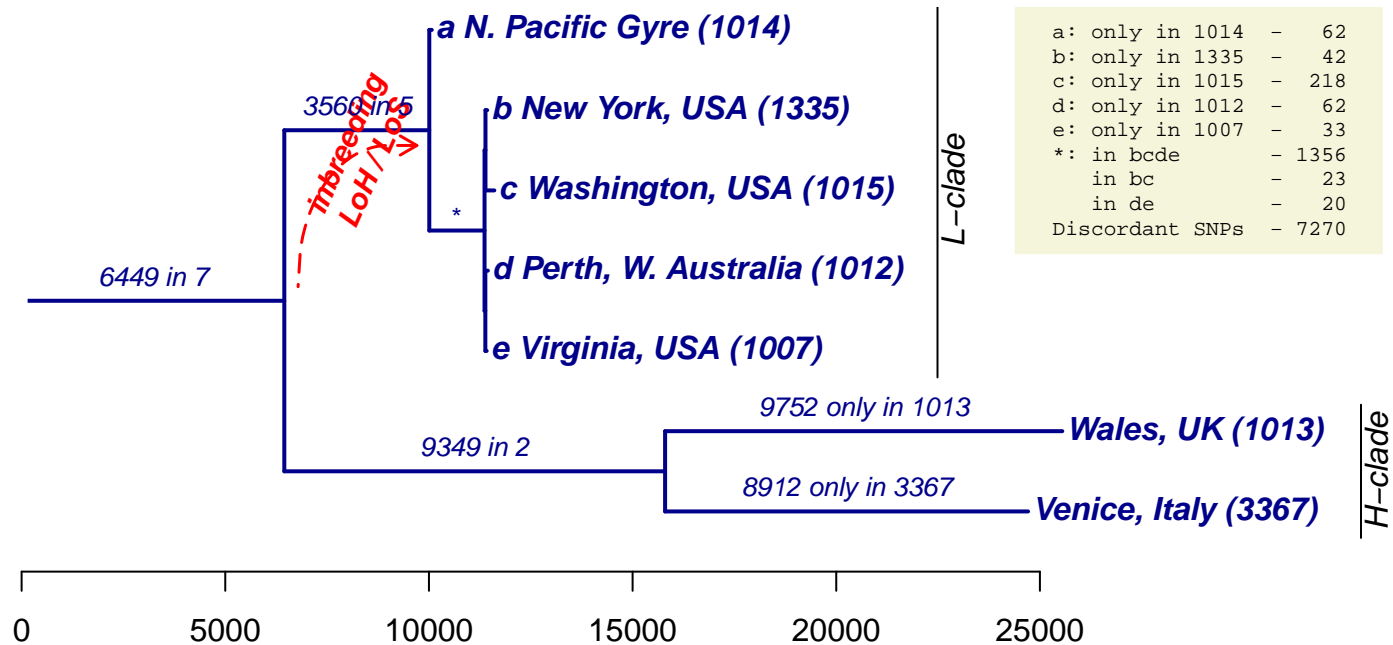 a N. Pacific Gyre (1014)
3560 in 5
inbreeding
LoH / LoS
b New York, USA (1335)
c Washington, USA (1015)
*
d Perth, W. Australia (1012)
6449 in 7
e Virginia, USA (1007)
L−clade
a: only in 1014 − 62
b: only in 1335 − 42
c: only in 1015 − 218
d: only in 1012 − 62
e: only in 1007 − 33
*: in bcde − 1356
in bc − 23
in de − 20
Discordant SNPs − 7270
9752 only in 1013
Wales, UK (1013)
9349 in 2
8912 only in 3367
Venice, Italy (3367)
H−clade
0 5000 10000 15000 20000 25000